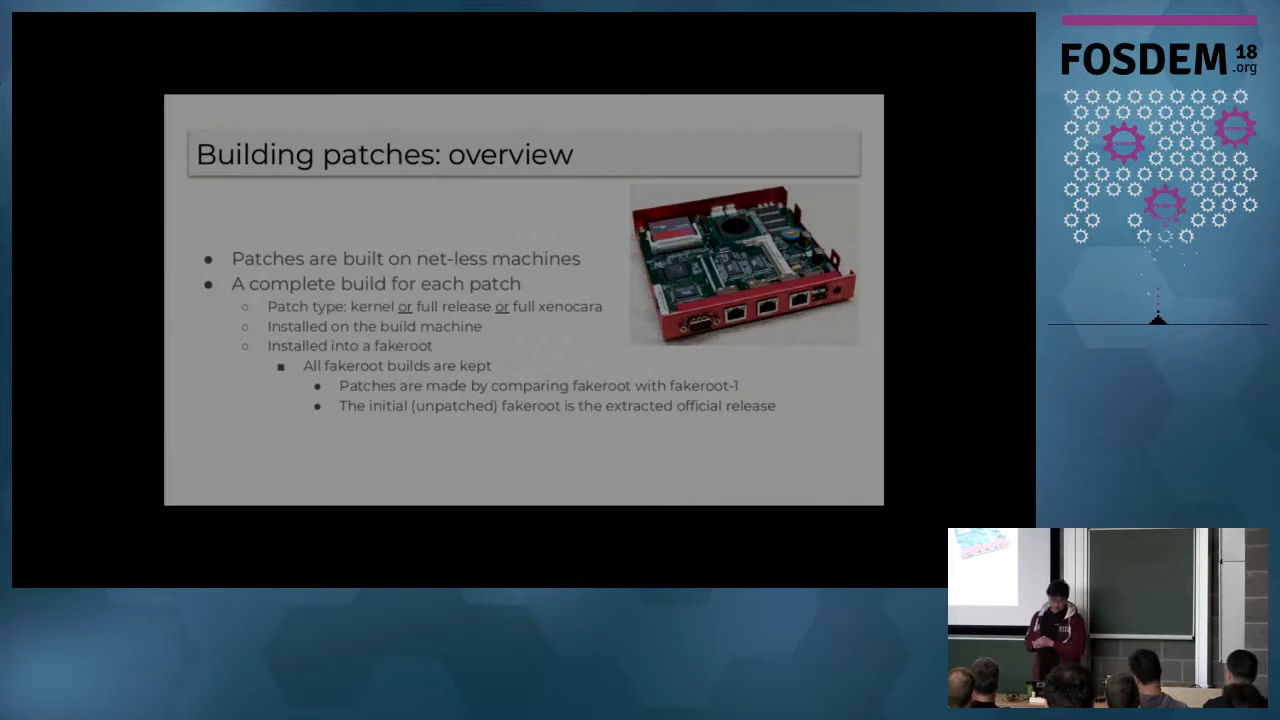 FOSDEM 18
.org
Building patches: overview
Patches are built on net-less machines
A complete build for each patch
Patch type: kernel or full release or full xenocara
Installed on the build machine
Installed into a fakeroot
All fakeroot builds are kept
Patches are made by comparing fakeroot with fakeroot-1
The initial (unpatched) fakeroot is the extracted official release